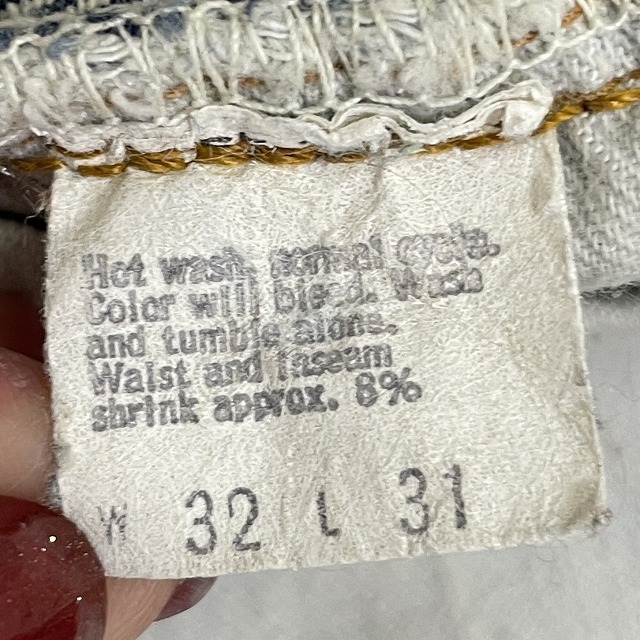 Hot wash, normal cycle.
Color will bleed. Wash
and tumble alone.
Waist and inseam
shrink approx. 8%
W 32 L 31